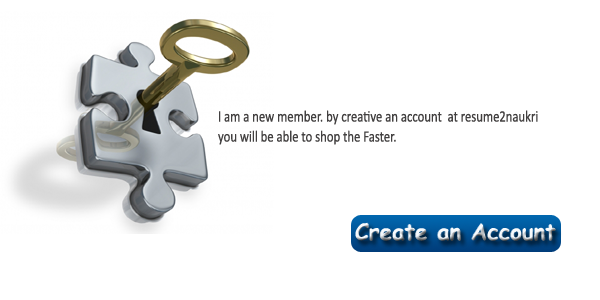 I am a new member. by creative an account at resume2naukri
you will be able to shop the Faster.
Create an Account